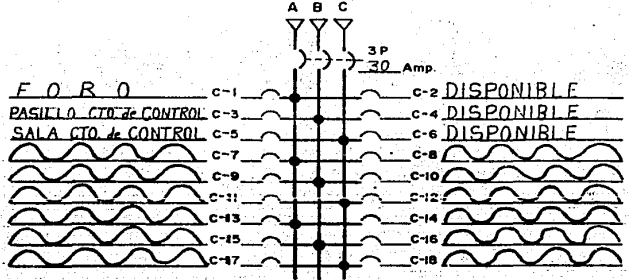 A B C
3P
30 Amp.
FORO C-1 C-2 DISPONIBLE
PASILLO CTO de CONTROL C-3 C-4 DISPONIBLE
SALA CTO. de CONTROL C-5 C-6 DISPONIBLE
C-7 C-8
C-9 C-10
C-11 C-12
C-13 C-14
C-15 C-16
C-17 C-18